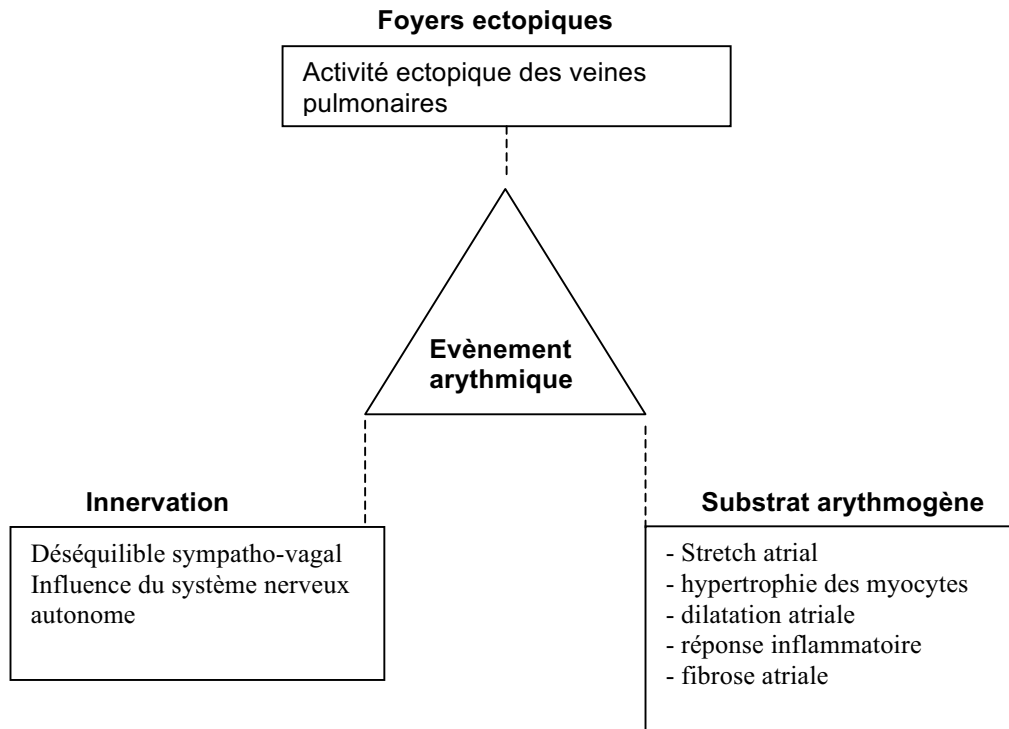 Foyers ectopiques
Activité ectopique des veines
pulmonaires
Evènement
arythmique
Innervation
Déséquilible sympatho-vagal
Influence du système nerveux
autonome
Substrat arythmogène
- Stretch atrial
- hypertrophie des myocytes
- dilatation atriale
- réponse inflammatoire
- fibrose atriale